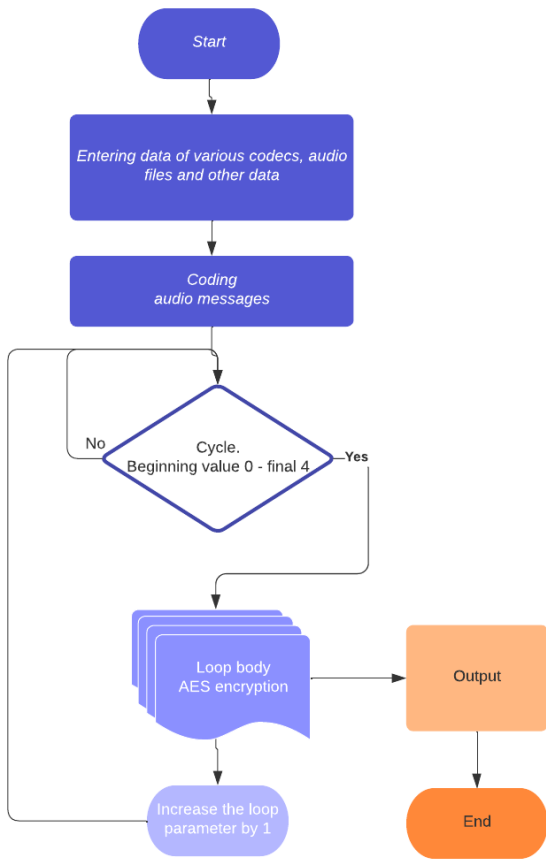 Start
Entering data of various codecs, audio
files and other data
Coding
audio messages
No
Cycle.
Beginning value 0 - final 4
Yes
Loop body
AES encryption
Output
Increase the loop
parameter by 1
End